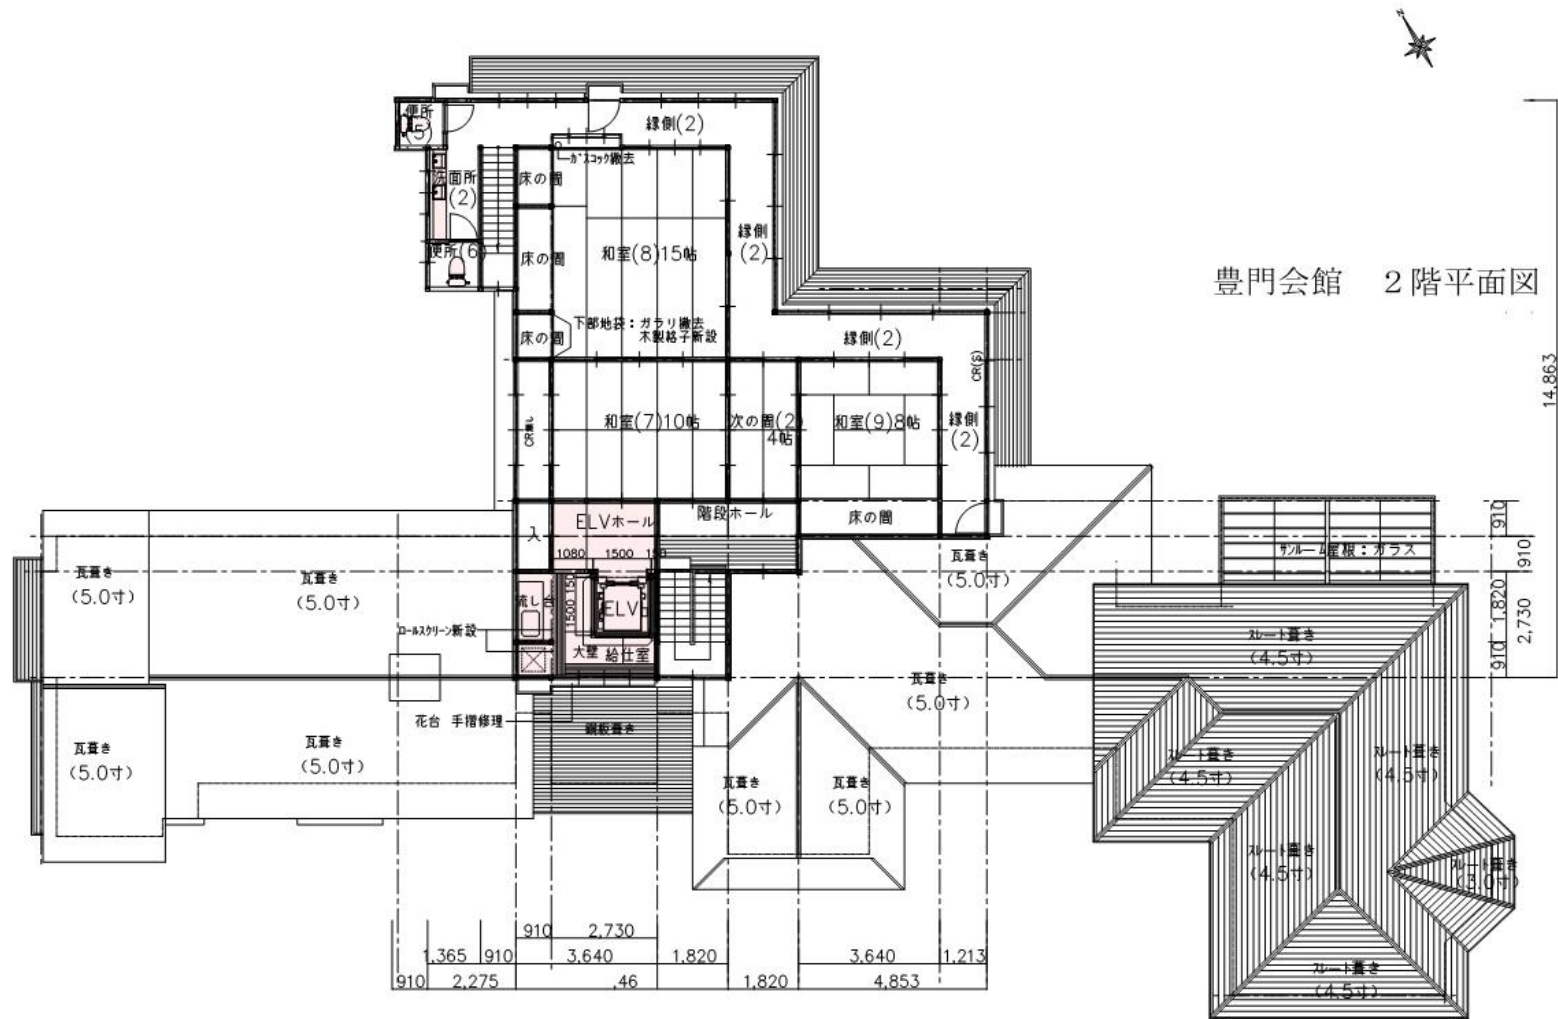 N
便所
(5)
縁側(2)
ガスコック撤去
洗面所
(2)
床の間
縁側
(2)
便所(6)
床の間
和室(8)15帖
豊門会館 2階平面図
下部地袋：ガラリ撤去
木製格子新設
床の間
縁側(2)
CR(S)
14,863
CR無し
和室(7)10帖
次の間(2)
4帖
和室(9)8帖
縁側
(2)
ELVホール
階段ホール
床の間
入
1080 1500 150
瓦葺き
(5.0寸)
サンルーム屋根：ガラス
910
910
1,820
2,730
910
瓦葺き
(5.0寸)
瓦葺き
(5.0寸)
流し台
1500 150
ELV
ロールスクリーン新設
大壁 給仕室
スレート葺き
(4.5寸)
瓦葺き
(5.0寸)
花台 手摺修理
銅板葺き
瓦葺き
(5.0寸)
瓦葺き
(5.0寸)
瓦葺き
(5.0寸)
瓦葺き
(5.0寸)
スレート葺き
(4.5寸)
スレート葺き
(4.5寸)
スレート葺き
(4.5寸)
スレート葺き
(3.0寸)
スレート葺き
(4.5寸)
910 2,730
1,365 910 3,640 1,820 3,640 1,213
910 2,275 ,46 1,820 4,853